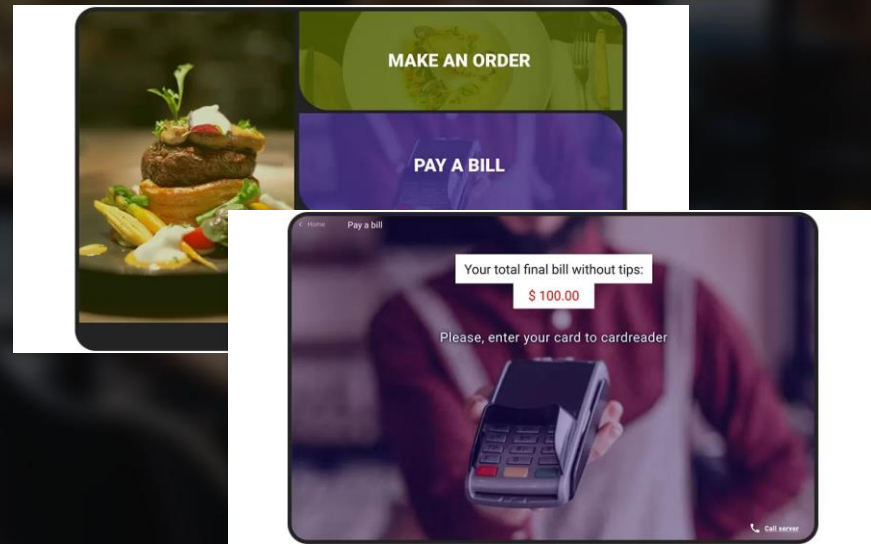 MAKE AN ORDER
PAY A BILL
Home
Pay a bill
Your total final bill without tips:
$ 100.00
Please, enter your card to cardreader
Call server